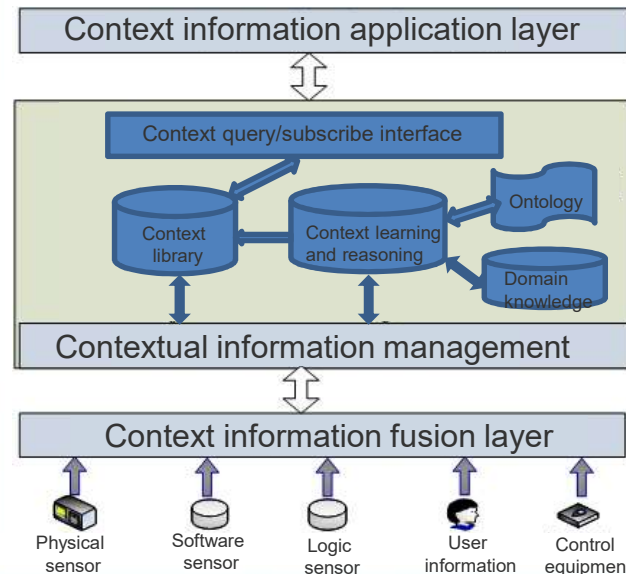 Context information application layer
Context query/subscribe interface
Ontology
Context
library
Context learning
and reasoning
Domain
knowledge
Contextual information management
Context information fusion layer
Physical
sensor
Software
sensor
Logic
sensor
User
information
Control
equipmen